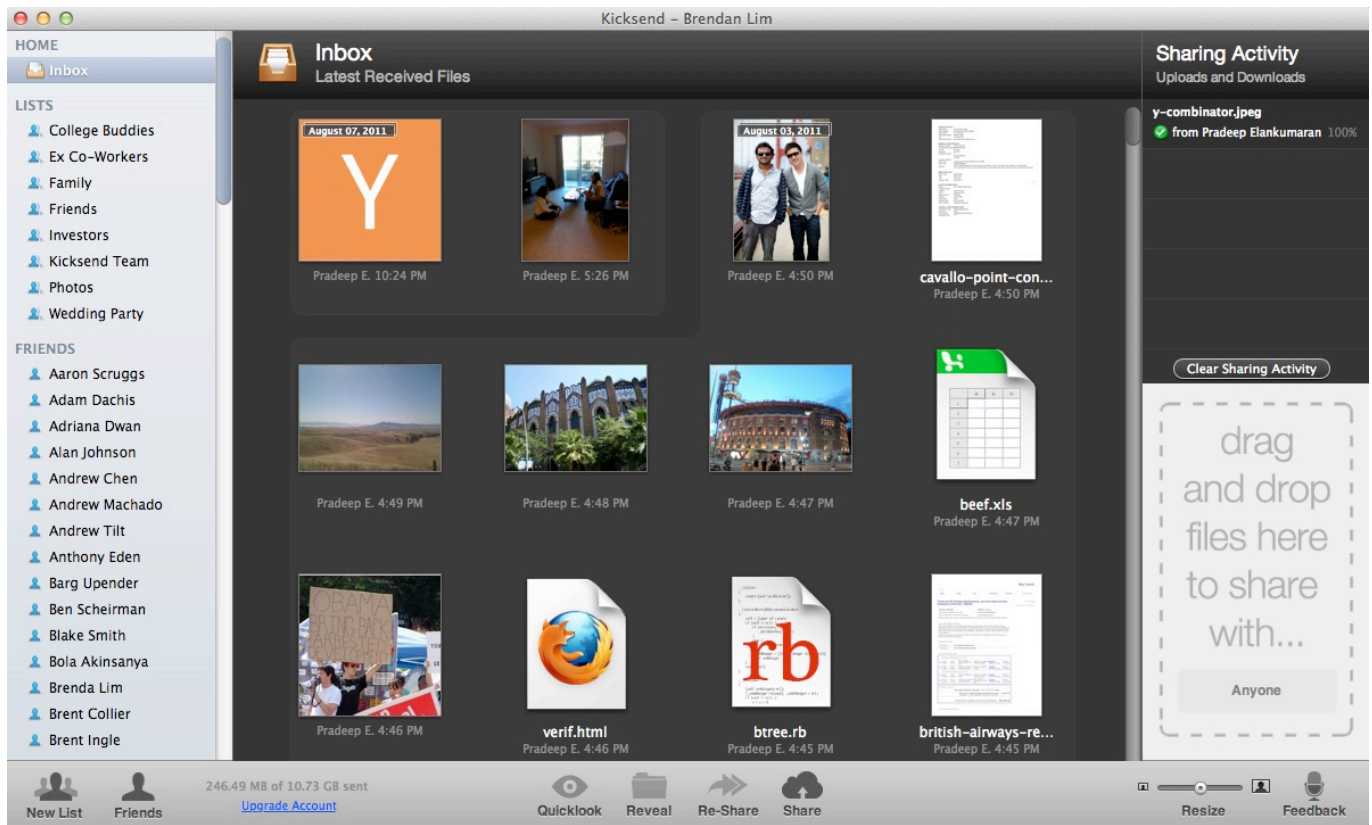 Kicksend – Brendan Lim
HOME
Inbox
LISTS
College Buddies
Ex Co-Workers
Family
Friends
Investors
Kicksend Team
Photos
Wedding Party
FRIENDS
Aaron Scruggs
Adam Dachis
Adriana Dwan
Alan Johnson
Andrew Chen
Andrew Machado
Andrew Tilt
Anthony Eden
Barg Upender
Ben Scheirman
Blake Smith
Bola Akinsanya
Brenda Lim
Brent Collier
Brent Ingle
Inbox
Latest Received Files
August 07, 2011
Y
Pradeep E. 10:24 PM
Pradeep E. 5:26 PM
August 03, 2011
Pradeep E. 4:50 PM
cavallo-point-con...
Pradeep E. 4:50 PM
Pradeep E. 4:49 PM
Pradeep E. 4:48 PM
Pradeep E. 4:47 PM
beef.xls
Pradeep E. 4:47 PM
Pradeep E. 4:46 PM
verif.html
Pradeep E. 4:46 PM
rb
btree.rb
Pradeep E. 4:45 PM
british-airways-re...
Pradeep E. 4:45 PM
Sharing Activity
Uploads and Downloads
y-combinator.jpeg
from Pradeep Elankumaran 100%
Clear Sharing Activity
drag
and drop
files here
to share
with...
Anyone
New List
Friends
246.49 MB of 10.73 GB sent
Upgrade Account
Quicklook
Reveal
Re-Share
Share
Resize
Feedback